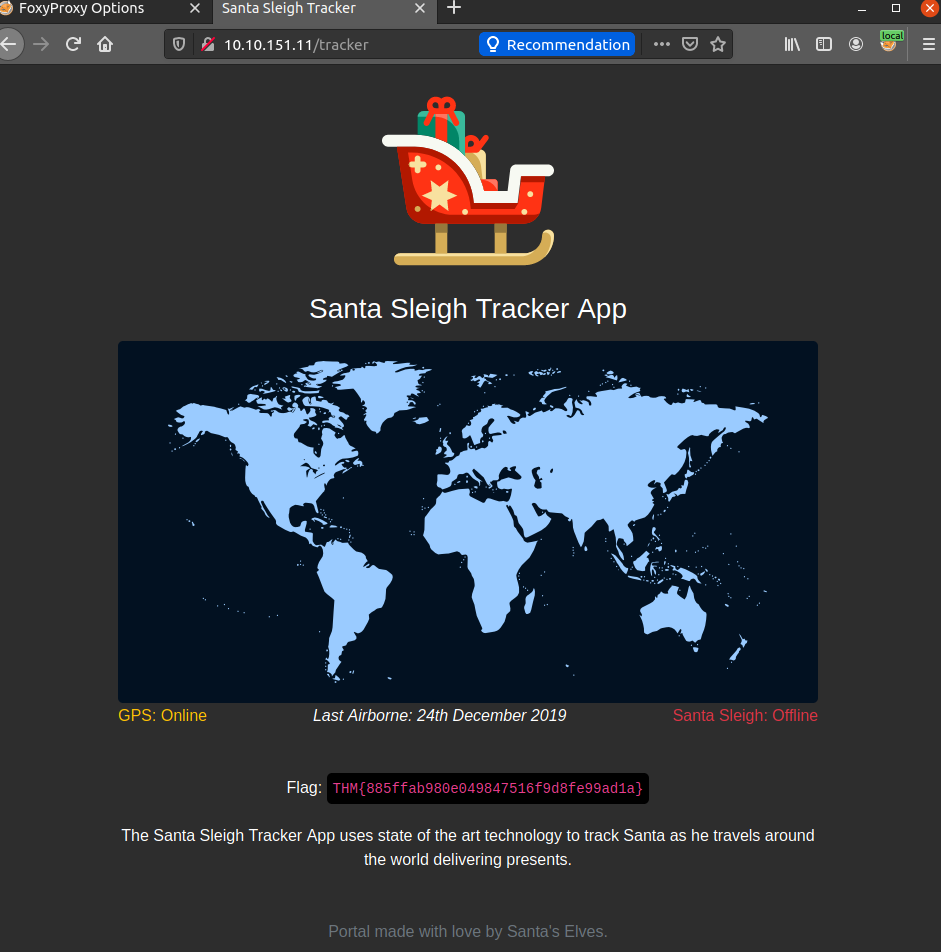 FoxyProxy Options
Santa Sleigh Tracker
10.10.151.11/tracker
Recommendation
local
Santa Sleigh Tracker App
GPS: Online
Last Airborne: 24th December 2019
Santa Sleigh: Offline
Flag: THM{885ffab980e049847516f9d8fe99ad1a}
The Santa Sleigh Tracker App uses state of the art technology to track Santa as he travels around
the world delivering presents.
Portal made with love by Santa's Elves.